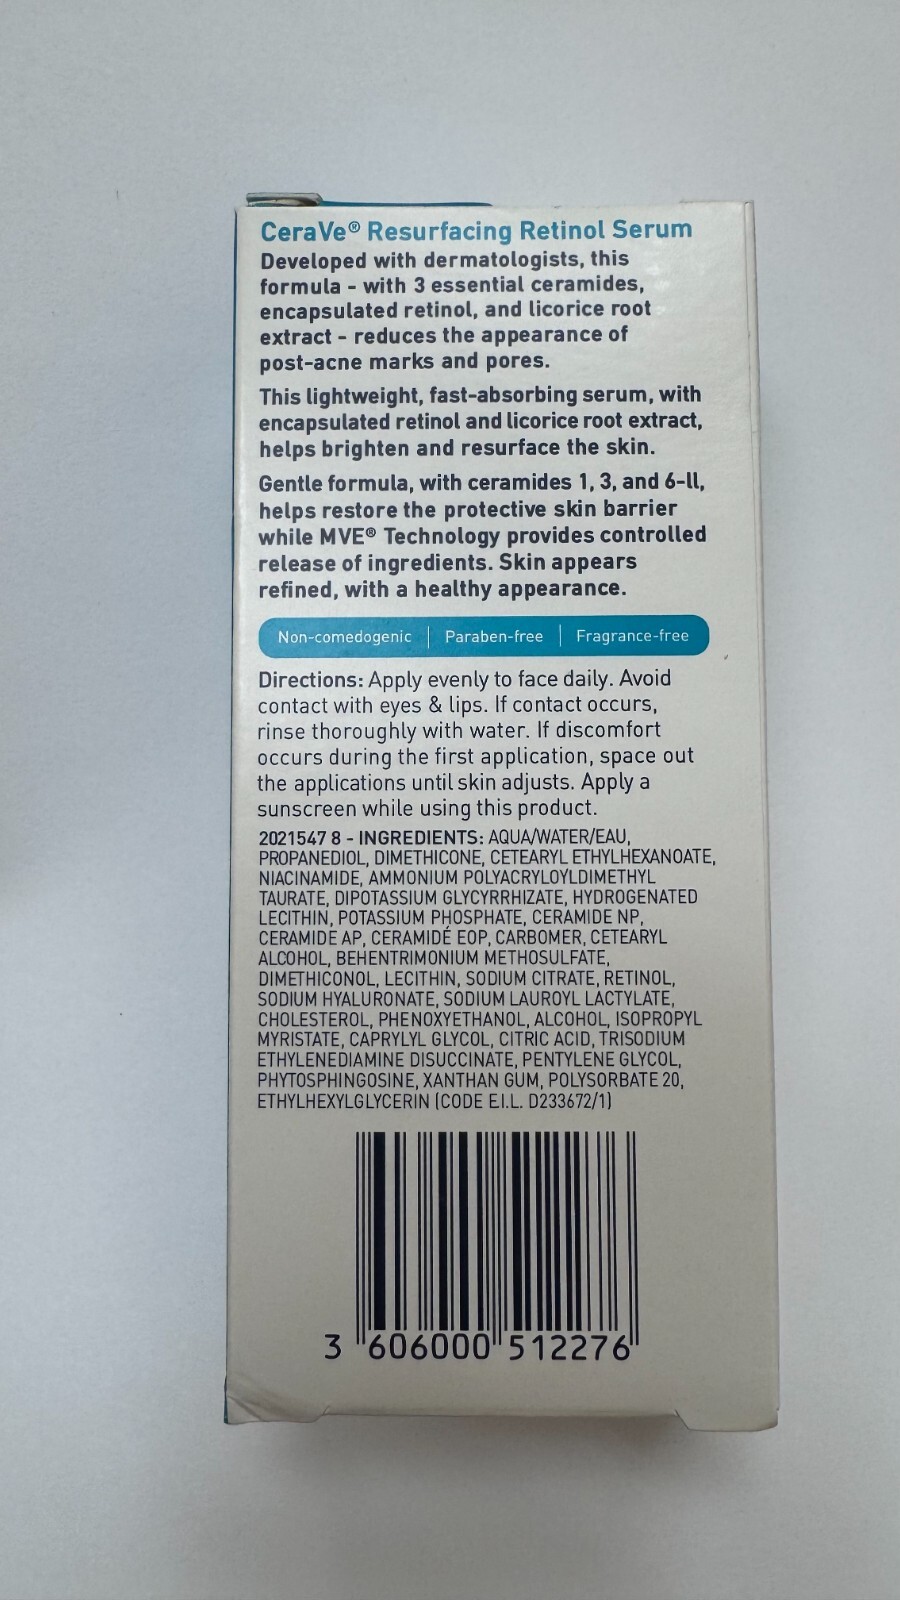 CeraVe® Resurfacing Retinol Serum
Developed with dermatologists, this
formula - with 3 essential ceramides,
encapsulated retinol, and licorice root
extract - reduces the appearance of
post-acne marks and pores.
This lightweight, fast-absorbing serum, with
encapsulated retinol and licorice root extract,
helps brighten and resurface the skin.
Gentle formula, with ceramides 1, 3, and 6-ll,
helps restore the protective skin barrier
while MVE® Technology provides controlled
release of ingredients. Skin appears
refined, with a healthy appearance.
Non-comedogenic | Paraben-free | Fragrance-free
Directions: Apply evenly to face daily. Avoid
contact with eyes & lips. If contact occurs,
rinse thoroughly with water. If discomfort
occurs during the first application, space out
the applications until skin adjusts. Apply a
sunscreen while using this product.
2021547 8 - INGREDIENTS: AQUA/WATER/EAU,
PROPANEDIOL, DIMETHICONE, CETEARYL ETHYLHEXANOATE,
NIACINAMIDE, AMMONIUM POLYACRYLOYLDIMETHYL
TAURATE, DIPOTASSIUM GLYCYRRHIZATE, HYDROGENATED
LECITHIN, POTASSIUM PHOSPHATE, CERAMIDE NP,
CERAMIDE AP, CERAMIDE EOP, CARBOMER, CETEARYL
ALCOHOL, BEHENTRIMONIUM METHOSULFATE,
DIMETHICONOL, LECITHIN, SODIUM CITRATE, RETINOL,
SODIUM HYALURONATE, SODIUM LAUROYL LACTYLATE,
CHOLESTEROL, PHENOXYETHANOL, ALCOHOL, ISOPROPYL
MYRISTATE, CAPRYLYL GLYCOL, CITRIC ACID, TRISODIUM
ETHYLENEDIAMINE DISUCCINATE, PENTYLENE GLYCOL,
PHYTOSPHINGOSINE, XANTHAN GUM, POLYSORBATE 20,
ETHYLHEXYLGLYCERIN (CODE E.I.L. D233672/1)
3 606000 512276